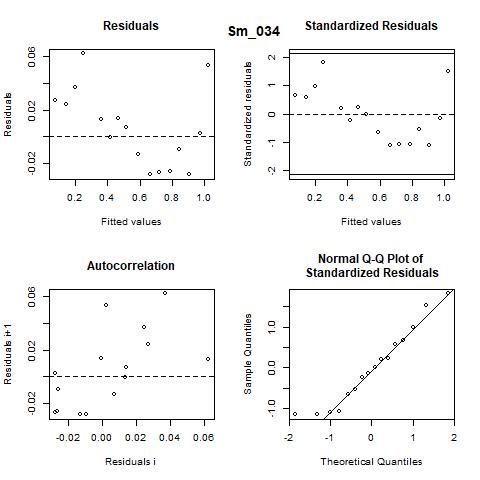 Sm_034
Residuals
Residuals
0.06
0.02
-0.02
0.2 0.4 0.6 0.8 1.0
Fitted values
Standardized Residuals
Standardized residuals
2
1
0
-1
-2
0.2 0.4 0.6 0.8 1.0
Fitted values
Autocorrelation
Residuals i+1
0.06
0.02
-0.02
-0.02 0.00 0.02 0.04 0.06
Residuals i
Normal Q-Q Plot of
Standardized Residuals
Sample Quantiles
1.0
0.0
-1.0
-2 -1 0 1 2
Theoretical Quantiles